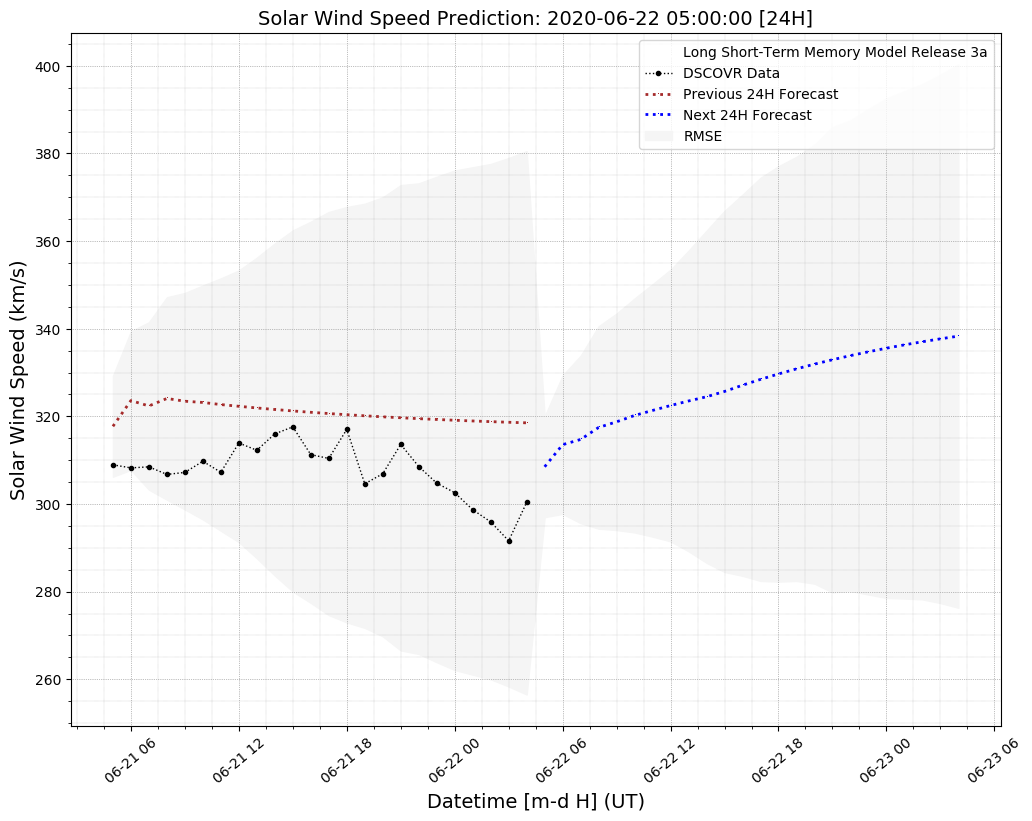 Solar Wind Speed Prediction: 2020-06-22 05:00:00 [24H]
Long Short-Term Memory Model Release 3a
DSCOVR Data
Previous 24H Forecast
Next 24H Forecast
RMSE
Solar Wind Speed (km/s)
400
380
360
340
320
300
280
260
06-21 06
06-21 12
06-21 18
06-22 00
06-22 06
06-22 12
06-22 18
06-23 00
06-23 06
Datetime [m-d H] (UT)